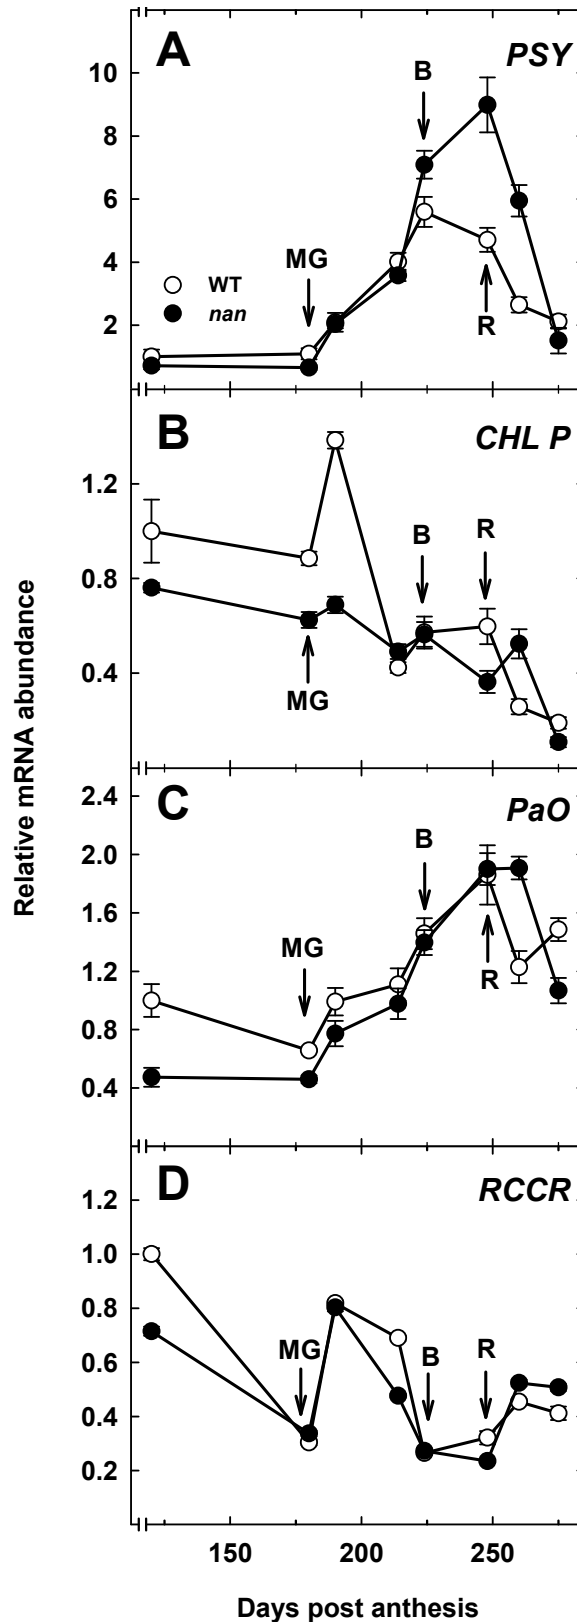 A
PSY
B
10
8
6
4
2
MG
WT
nan
R
B
CHL P
1.2
0.8
0.4
B
R
MG
C
PaO
2.4
2.0
1.6
1.2
0.8
0.4
B
MG
R
D
RCCR
1.2
1.0
0.8
0.6
0.4
0.2
MG
B
R
150 200 250
Days post anthesis
Relative mRNA abundance